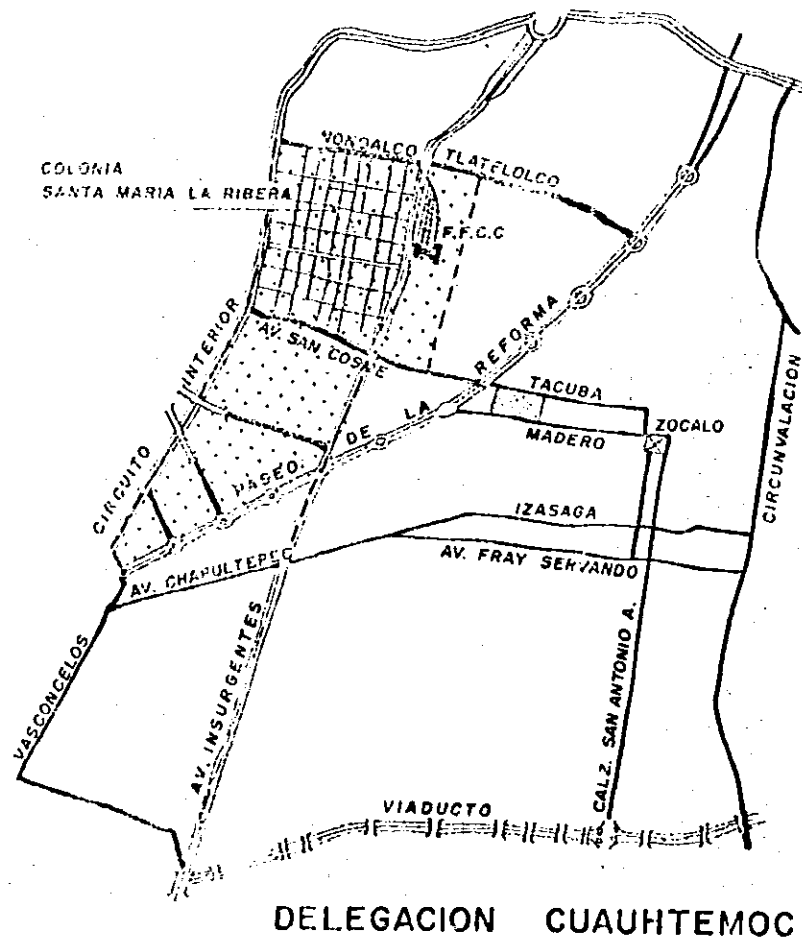 NONOALCO TLATELOLCO
COLONIA
SANTA MARIA LA RIBERA
F.F.C.C
AV. SAN COSME
PASEO DE LA REFORMA
CIRCUITO INTERIOR
TACUBA
MADERO
ZOCALO
CIRCUNVALACION
IZASAGA
AV. FRAY SERVANDO
AV. CHAPULTEPEC
VASCONCELOS
AV. INSURGENTES
CALZ. SAN ANTONIO A.
VIADUCTO
DELEGACION CUAUHTEMOC